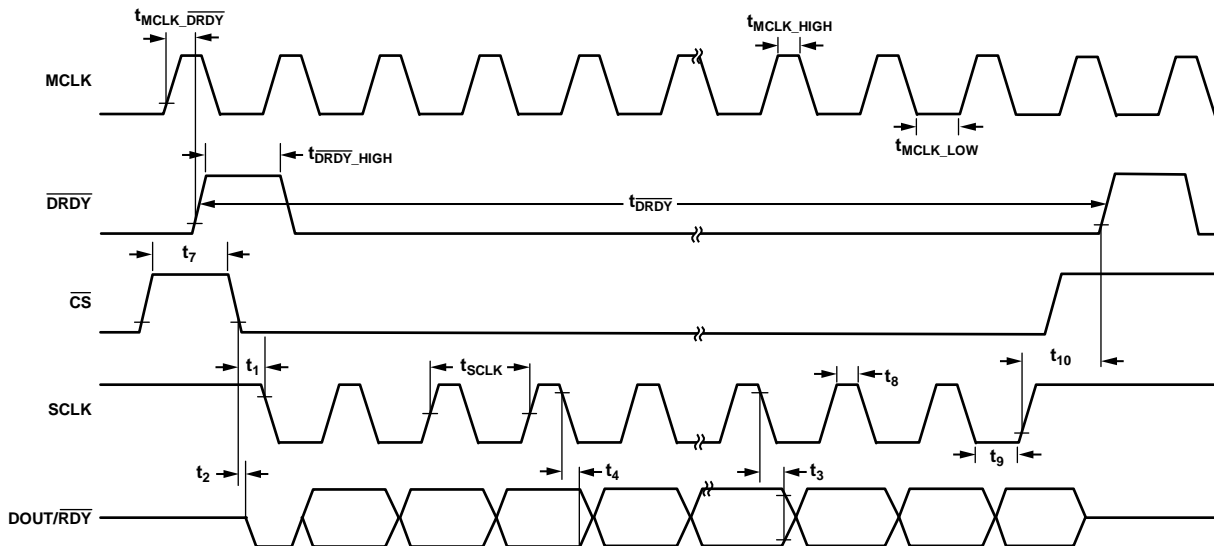 tMCLK_DRDY
tMCLK_HIGH
MCLK
tDRDY_HIGH
tMCLK_LOW
DRDY
tDRDY
t7
CS
t1
tSCLK
t8
t10
SCLK
t2
t4
t3
t9
DOUT/RDY